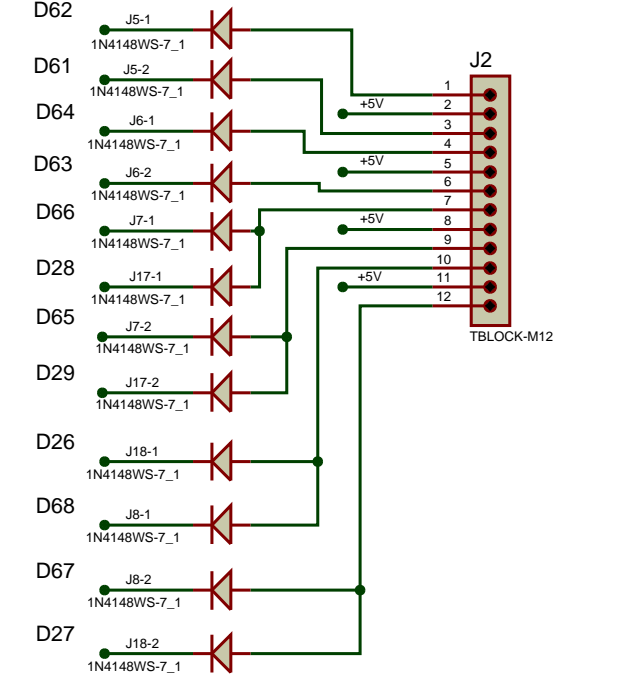 D62
J5-1
1N4148WS-7_1
D61
J5-2
1N4148WS-7_1
D64
J6-1
1N4148WS-7_1
D63
J6-2
1N4148WS-7_1
D66
J7-1
1N4148WS-7_1
D28
J17-1
1N4148WS-7_1
D65
J7-2
1N4148WS-7_1
D29
J17-2
1N4148WS-7_1
D26
J18-1
1N4148WS-7_1
D68
J8-1
1N4148WS-7_1
D67
J8-2
1N4148WS-7_1
D27
J18-2
1N4148WS-7_1
J2
1
+5V 2
3
4
+5V 5
6
7
+5V 8
9
10
+5V 11
12
TBLOCK-M12